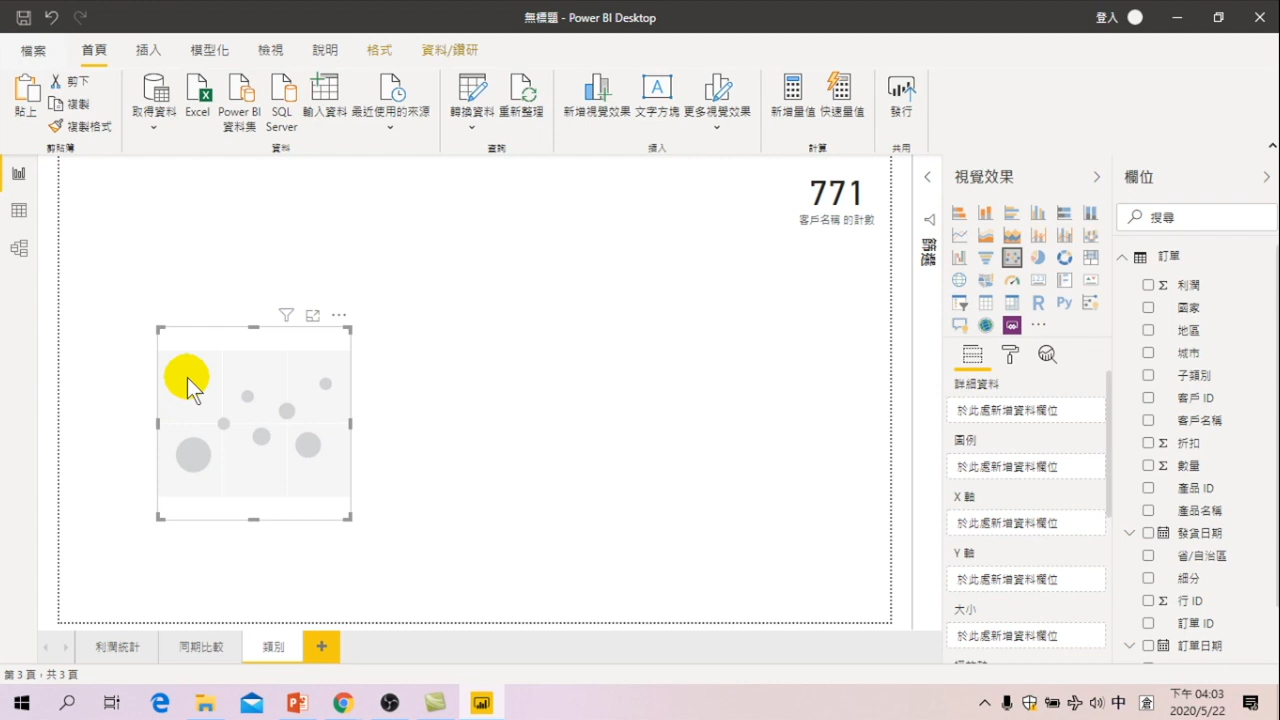 無標題 - Power BI Desktop
登入
檔案
首頁
插入
模型化
檢視
說明
格式
資料/鑽研
貼上
剪下
複製
複製格式
剪貼簿
取得資料
Excel
Power BI
資料集
SQL
Server
輸入資料
最近使用的來源
資料
轉換資料
重新整理
查詢
新增視覺效果
文字方塊
更多視覺效果
插入
新增量值
快速量值
計算
發行
共用
771
客戶名稱 的計數
篩選
視覺效果
詳細資料
於此處新增資料欄位
圖例
於此處新增資料欄位
X 軸
於此處新增資料欄位
Y 軸
於此處新增資料欄位
大小
於此處新增資料欄位
欄位
搜尋
訂單
利潤
國家
地區
城市
子類別
客戶 ID
客戶名稱
折扣
數量
產品 ID
產品名稱
發貨日期
省/自治區
細分
行 ID
訂單 ID
訂單日期
利潤統計
同期比較
類別
第 3 頁，共 3 頁
中
下午 04:03
2020/5/22